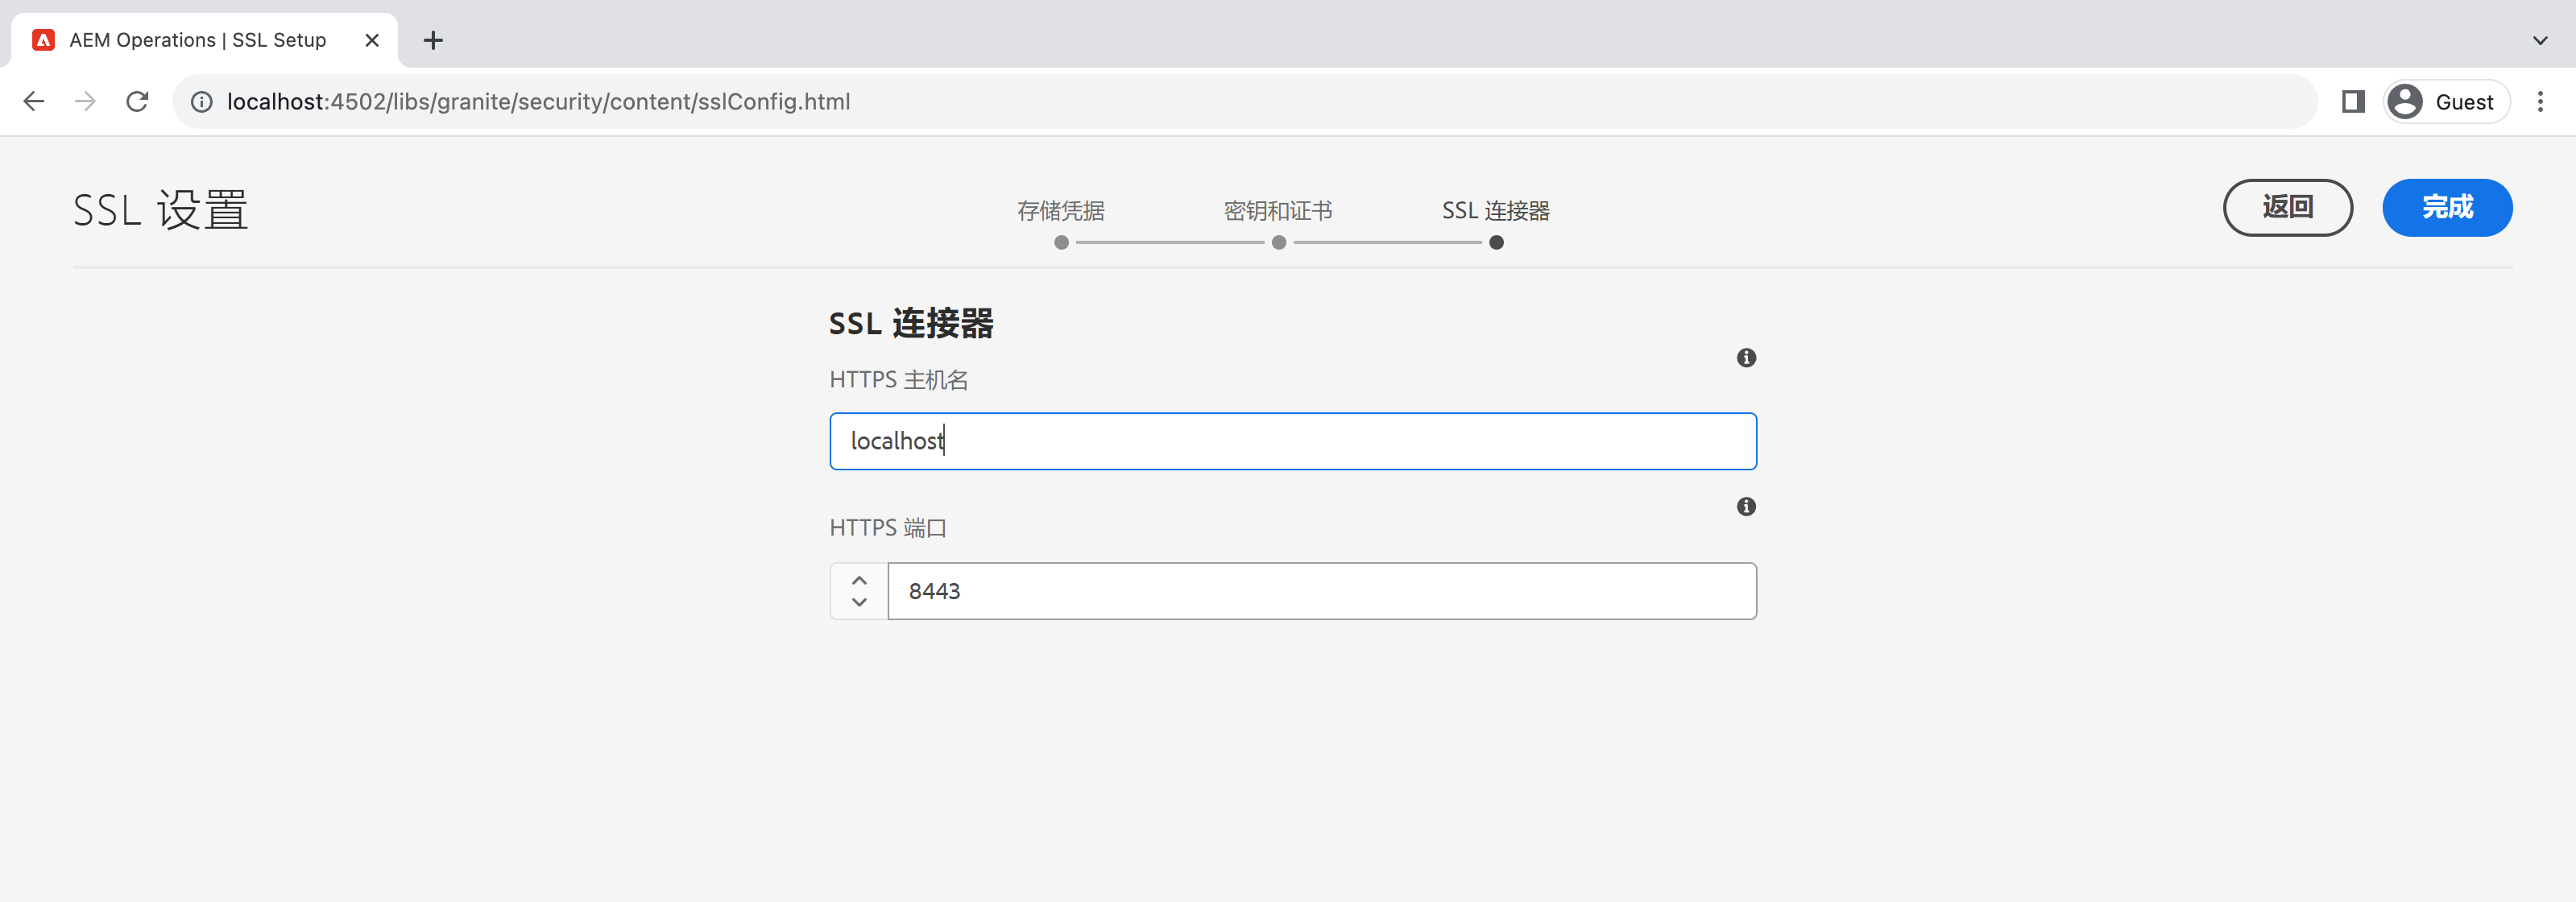 AEM Operations | SSL Setup
localhost:4502/libs/granite/security/content/sslConfig.html
Guest
SSL 设置
存储凭据
密钥和证书
SSL 连接器
返回
完成
SSL 连接器
HTTPS 主机名
localhost
HTTPS 端口
8443